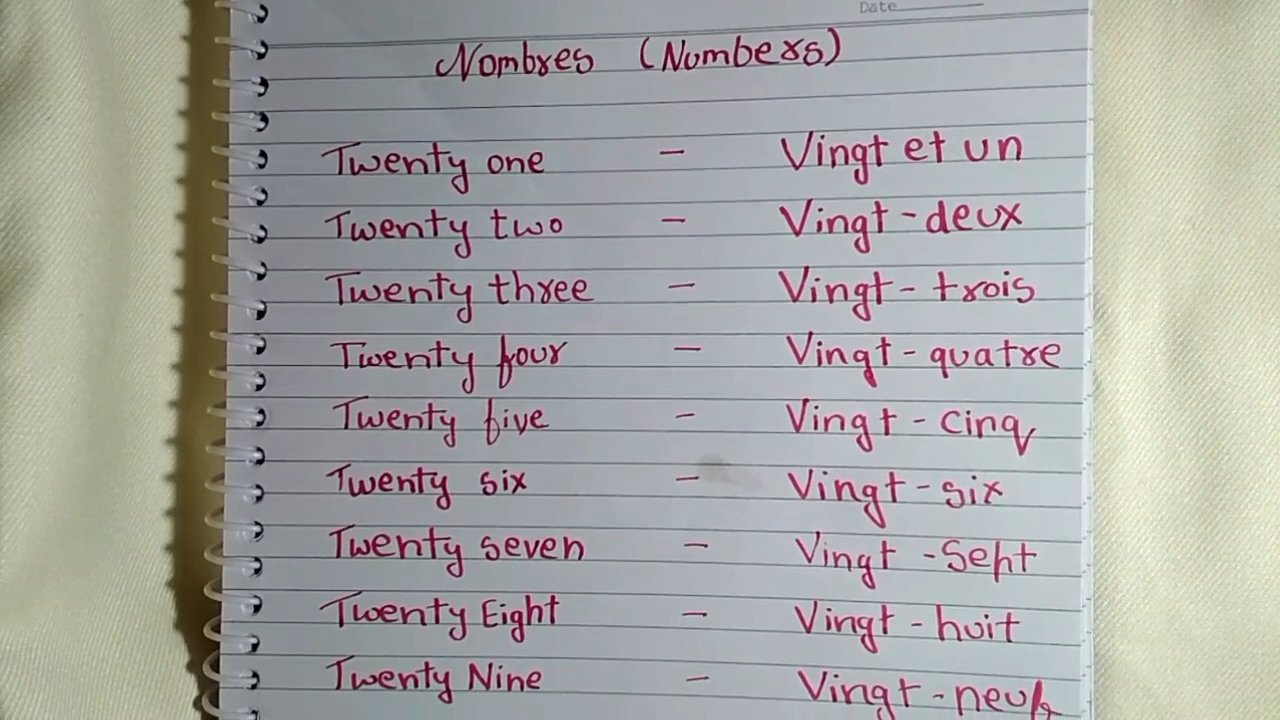 Date
Nombres (Numbers)
Twenty one - Vingt et un
Twenty two - Vingt-deux
Twenty three - Vingt-trois
Twenty four - Vingt-quatre
Twenty five - Vingt-cinq
Twenty six - Vingt-six
Twenty seven - Vingt-Sept
Twenty Eight - Vingt-huit
Twenty Nine - Vingt-neuf